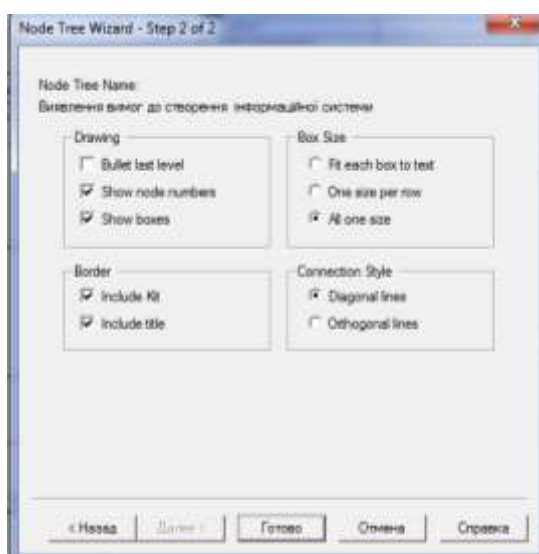 Node Tree Wizard - Step 2 of 2
Node Tree Name:
Виявлення вимог до створення інформаційної системи
Drawing
Bullet last level
Show node numbers
Show boxes
Box Size
Fit each box to text
One size per row
All one size
Border
Include Kit
Include title
Connection Style
Diagonal lines
Orthogonal lines
< Назад
Далее >
Готово
Отмена
Справка